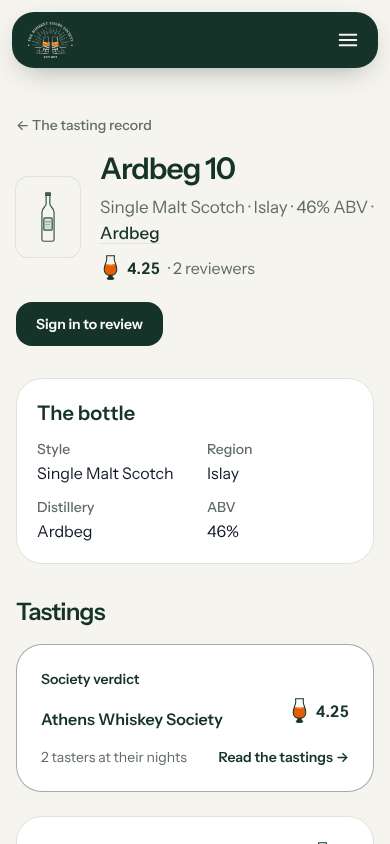 ← The tasting record
Ardbeg 10
Single Malt Scotch · Islay · 46% ABV ·
Ardbeg
4.25 · 2 reviewers
Sign in to review
The bottle
Style
Region
Single Malt Scotch
Islay
Distillery
ABV
Ardbeg
46%
Tastings
Society verdict
Athens Whiskey Society
4.25
2 tasters at their nights
Read the tastings →